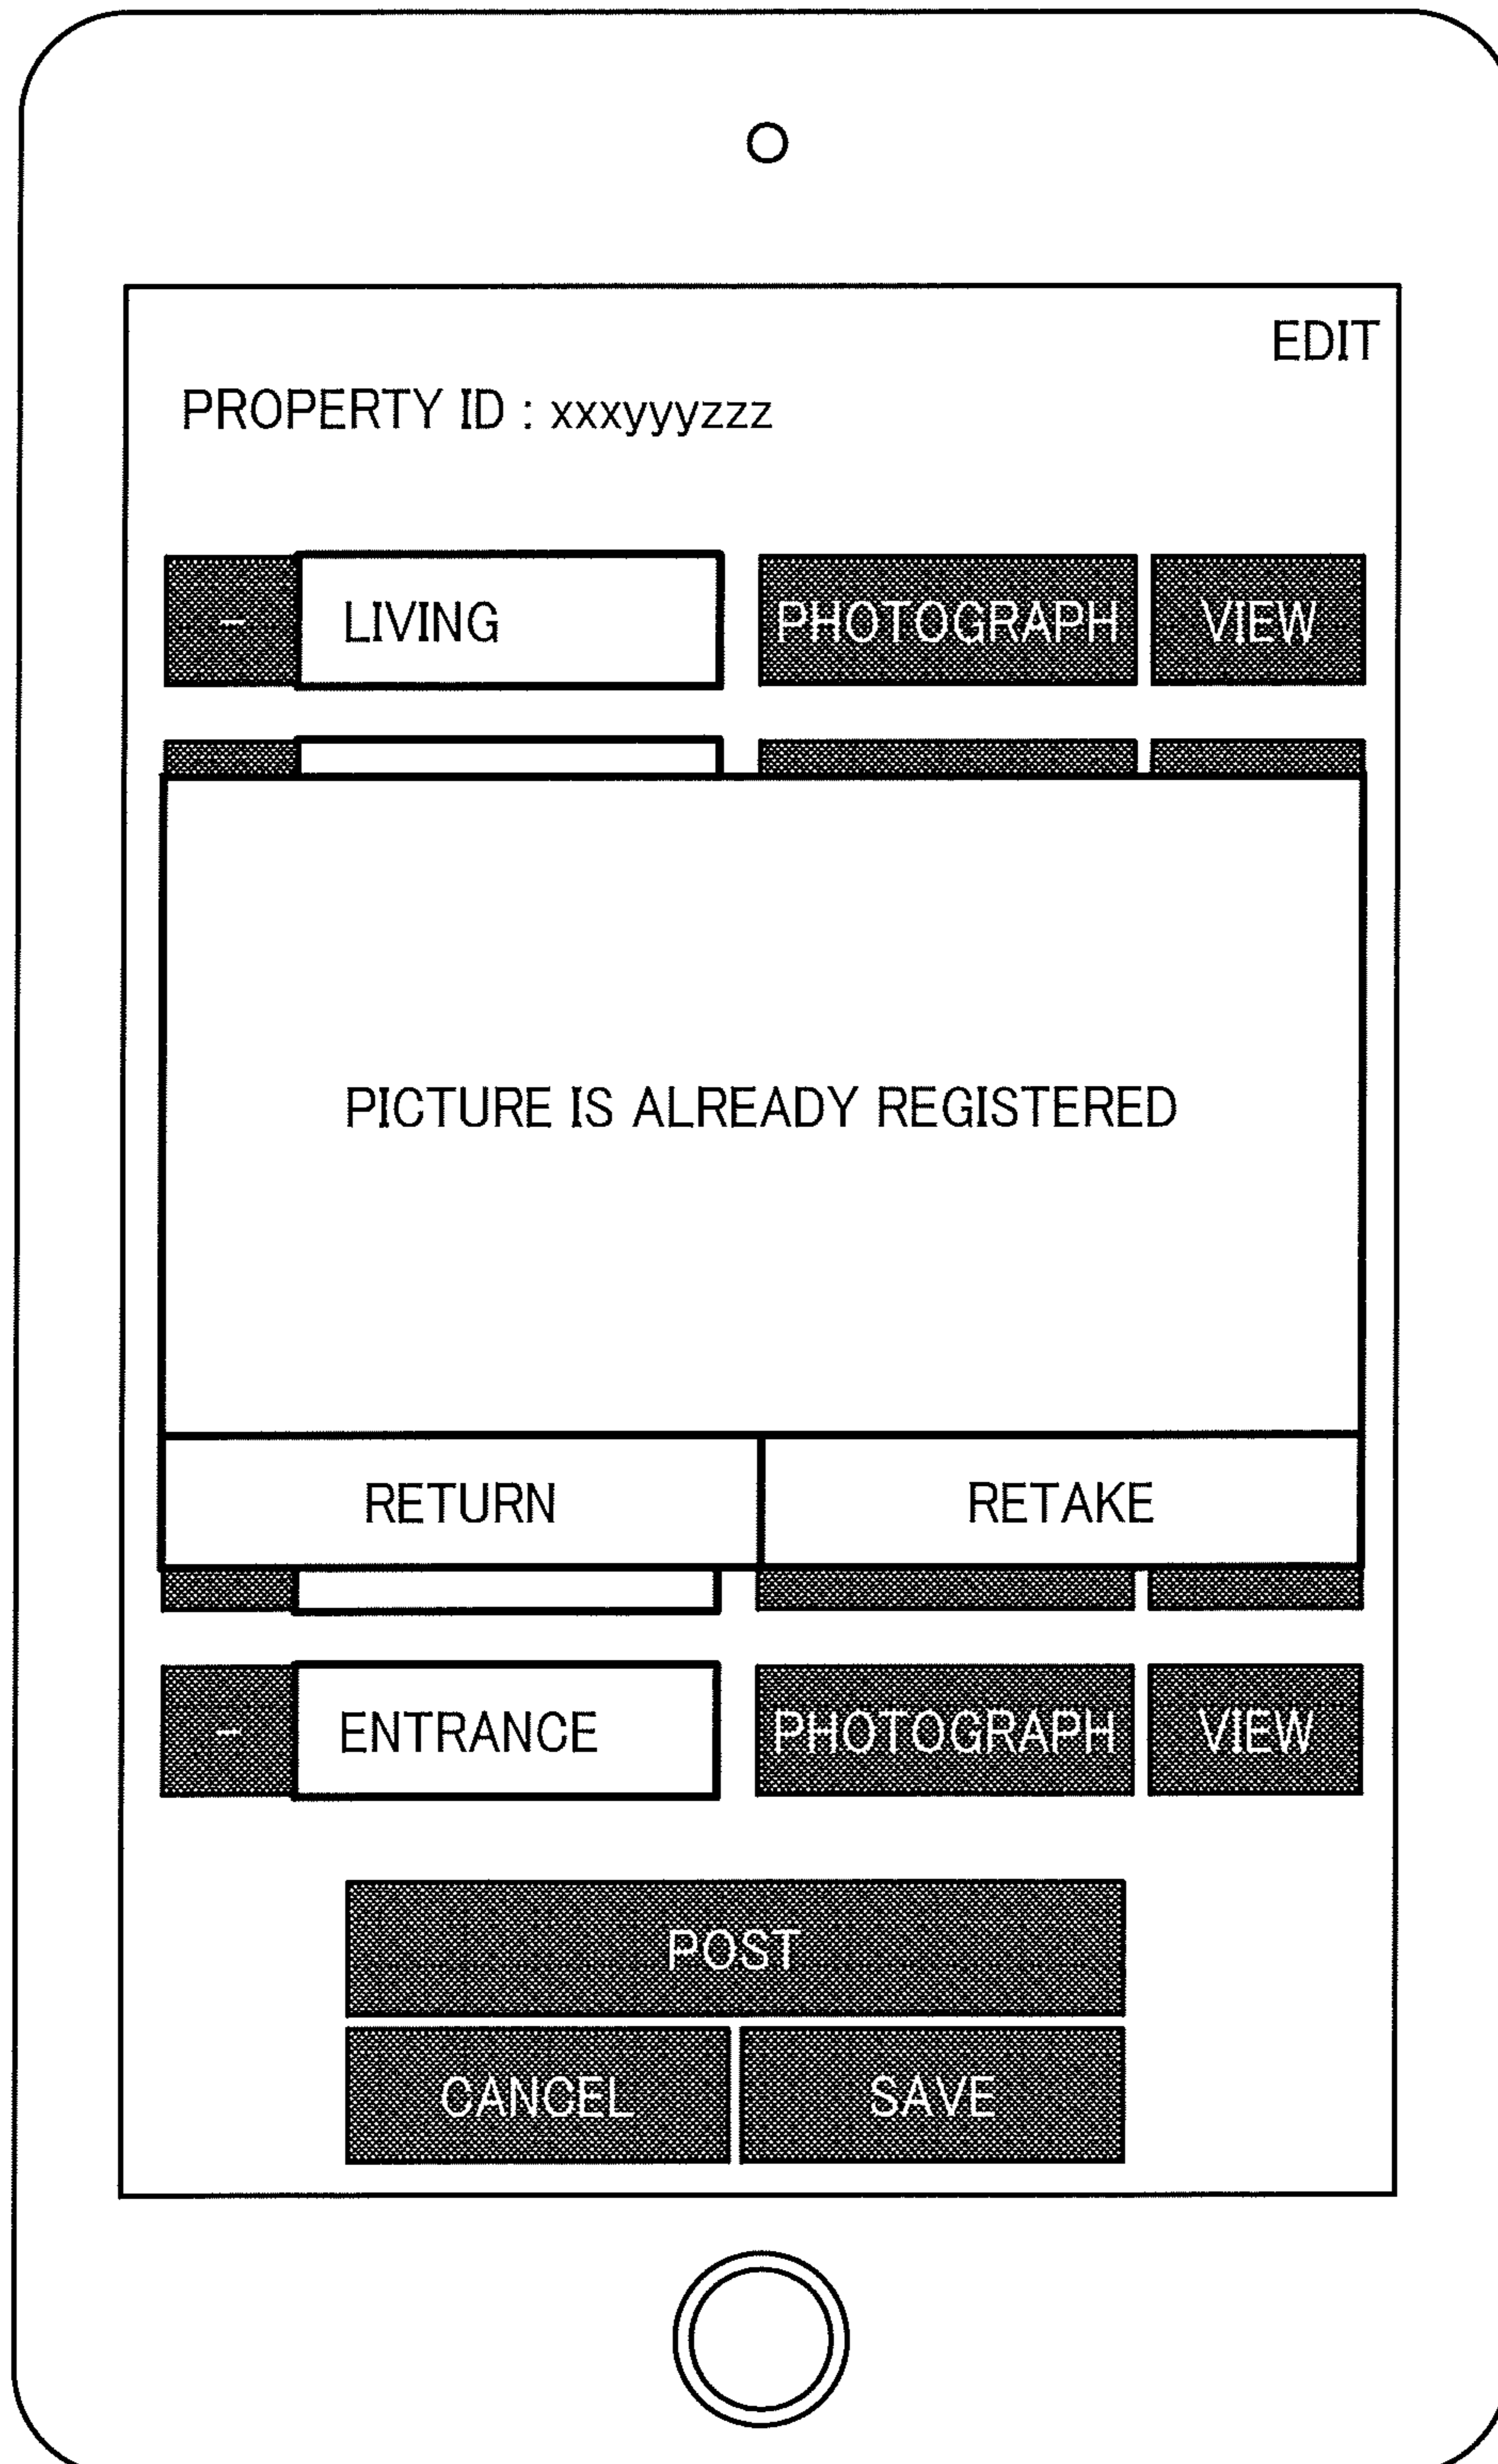 EDIT
PROPERTY ID : xxxyyyzzz
– LIVING PHOTOGRAPH VIEW
PICTURE IS ALREADY REGISTERED
RETURN RETAKE
– ENTRANCE PHOTOGRAPH VIEW
POST
CANCEL SAVE